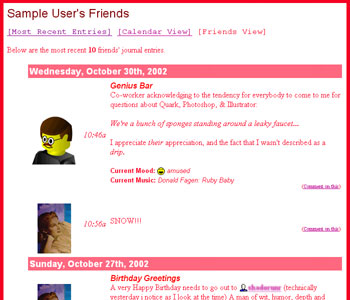 Sample User's Friends
[Most Recent Entries] [Calendar View] [Friends View]
Below are the most recent 10 friends' journal entries.
Wednesday, October 30th, 2002
Genius Bar
Co-worker acknowledging to the tendency for everybody to come to me for
questions about Quark, Photoshop, & Illustrator.
10:46a
We're a bunch of sponges standing around a leaky faucet....
I appreciate their appreciation, and the fact that I wasn't described as a
drip.
Current Mood: amused
Current Music: Donald Fagen: Ruby Baby
(Comment on this)
10:56a
SNOW!!!
(Comment on this)
Sunday, October 27th, 2002
Birthday Greetings
A very Happy Birthday needs to go out to (technically
yesterday i notice as I look at the time) A man of wit, humor, depth and